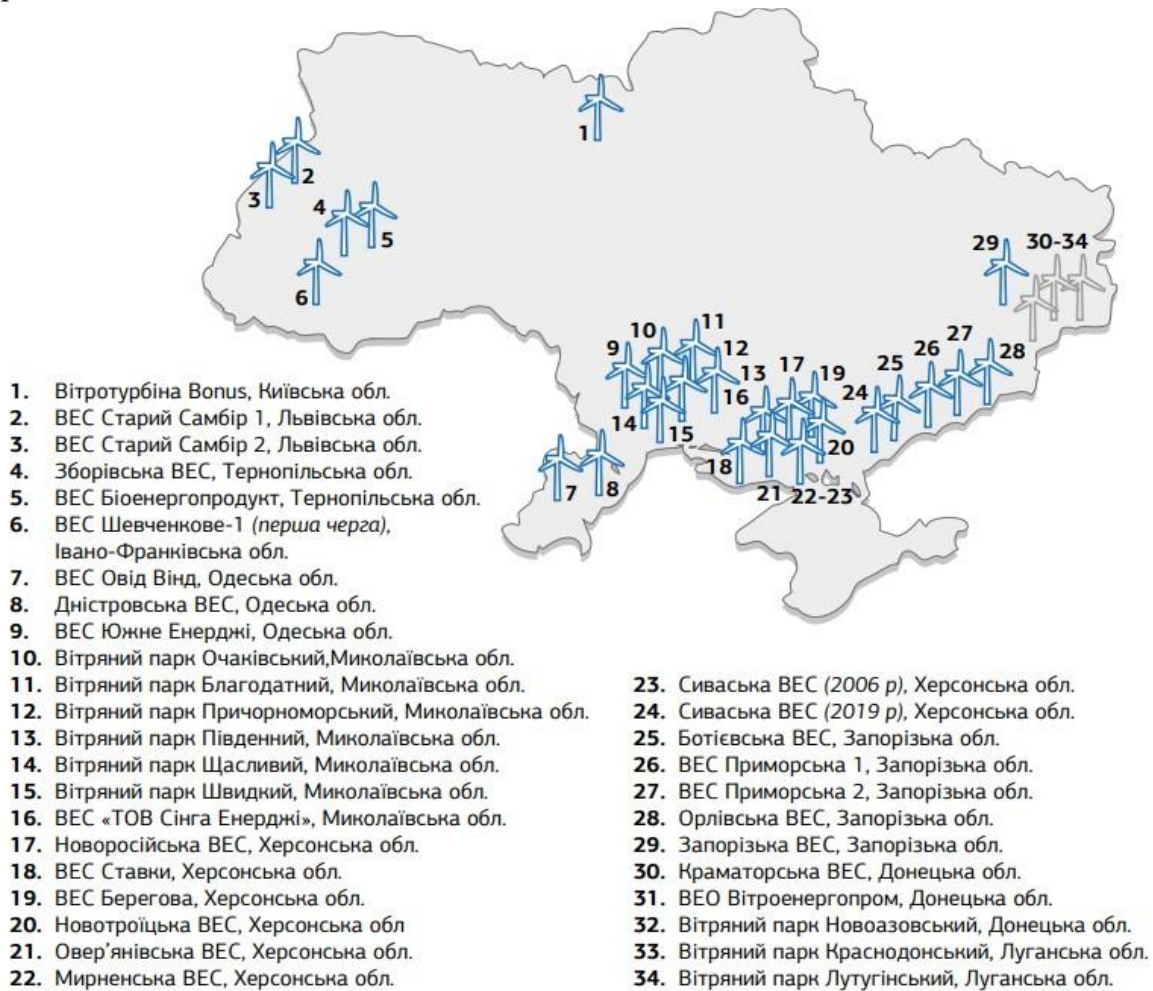 1
2
3
4
5
6
29
30-34
11
10
9
12
13
17
19
25
26
27
28
24
16
14
15
20
18
7
8
21
22-23
1. Вітротурбіна Bonus, Київська обл.
2. ВЕС Старий Самбір 1, Львівська обл.
3. ВЕС Старий Самбір 2, Львівська обл.
4. Зборівська ВЕС, Тернопільська обл.
5. ВЕС Біоенергопродукт, Тернопільська обл.
6. ВЕС Шевченкове-1 (перша черга),
Івано-Франківська обл.
7. ВЕС Овід Вінд, Одеська обл.
8. Дністровська ВЕС, Одеська обл.
9. ВЕС Южне Енерджі, Одеська обл.
10. Вітряний парк Очаківський,Миколаївська обл.
11. Вітряний парк Благодатний, Миколаївська обл.
12. Вітряний парк Причорноморський, Миколаївська обл.
13. Вітряний парк Південний, Миколаївська обл.
14. Вітряний парк Щасливий, Миколаївська обл.
15. Вітряний парк Швидкий, Миколаївська обл.
16. ВЕС «ТОВ Сінга Енерджі», Миколаївська обл.
17. Новоросійська ВЕС, Херсонська обл.
18. ВЕС Ставки, Херсонська обл.
19. ВЕС Берегова, Херсонська обл.
20. Новотроїцька ВЕС, Херсонська обл
21. Овер’янівська ВЕС, Херсонська обл.
22. Мирненська ВЕС, Херсонська обл.
23. Сиваська ВЕС (2006 р), Херсонська обл.
24. Сиваська ВЕС (2019 р), Херсонська обл.
25. Ботієвська ВЕС, Запорізька обл.
26. ВЕС Приморська 1, Запорізька обл.
27. ВЕС Приморська 2, Запорізька обл.
28. Орлівська ВЕС, Запорізька обл.
29. Запорізька ВЕС, Запорізька обл.
30. Краматорська ВЕС, Донецька обл.
31. ВЕО Вітроенергопром, Донецька обл.
32. Вітряний парк Новоазовський, Донецька обл.
33. Вітряний парк Краснодонський, Луганська обл.
34. Вітряний парк Лутугінський, Луганська обл.